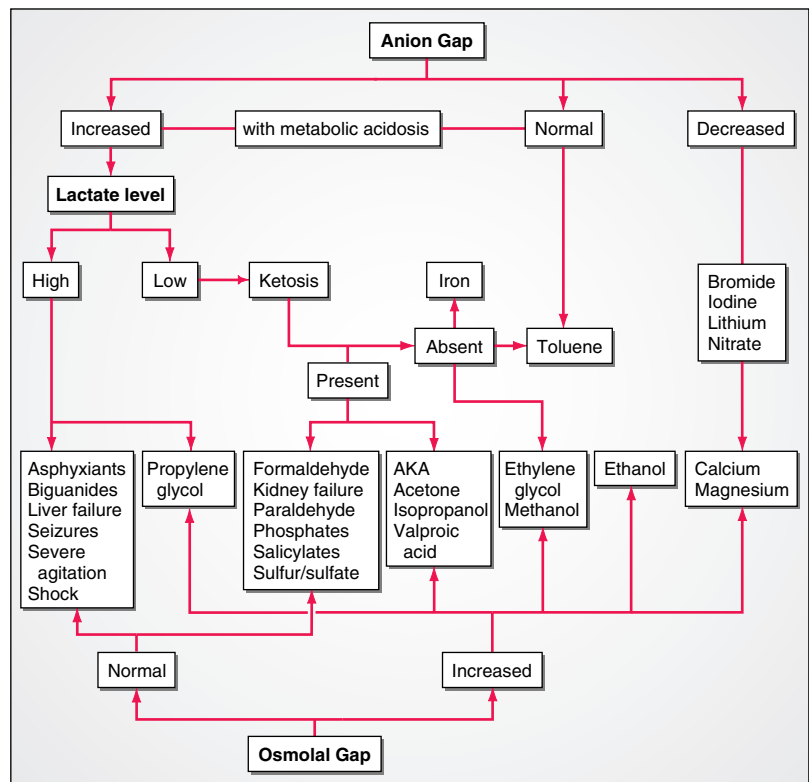 Anion Gap
Increased
with metabolic acidosis
Normal
Decreased
Lactate level
High
Low
Ketosis
Iron
Bromide
Iodine
Lithium
Nitrate
Absent
Toluene
Present
Asphyxiants
Biguanides
Liver failure
Seizures
Severe
agitation
Shock
Propylene
glycol
Formaldehyde
Kidney failure
Paraldehyde
Phosphates
Salicylates
Sulfur/sulfate
AKA
Acetone
Isopropanol
Valproic
acid
Ethylene
glycol
Methanol
Ethanol
Calcium
Magnesium
Normal
Increased
Osmolal Gap